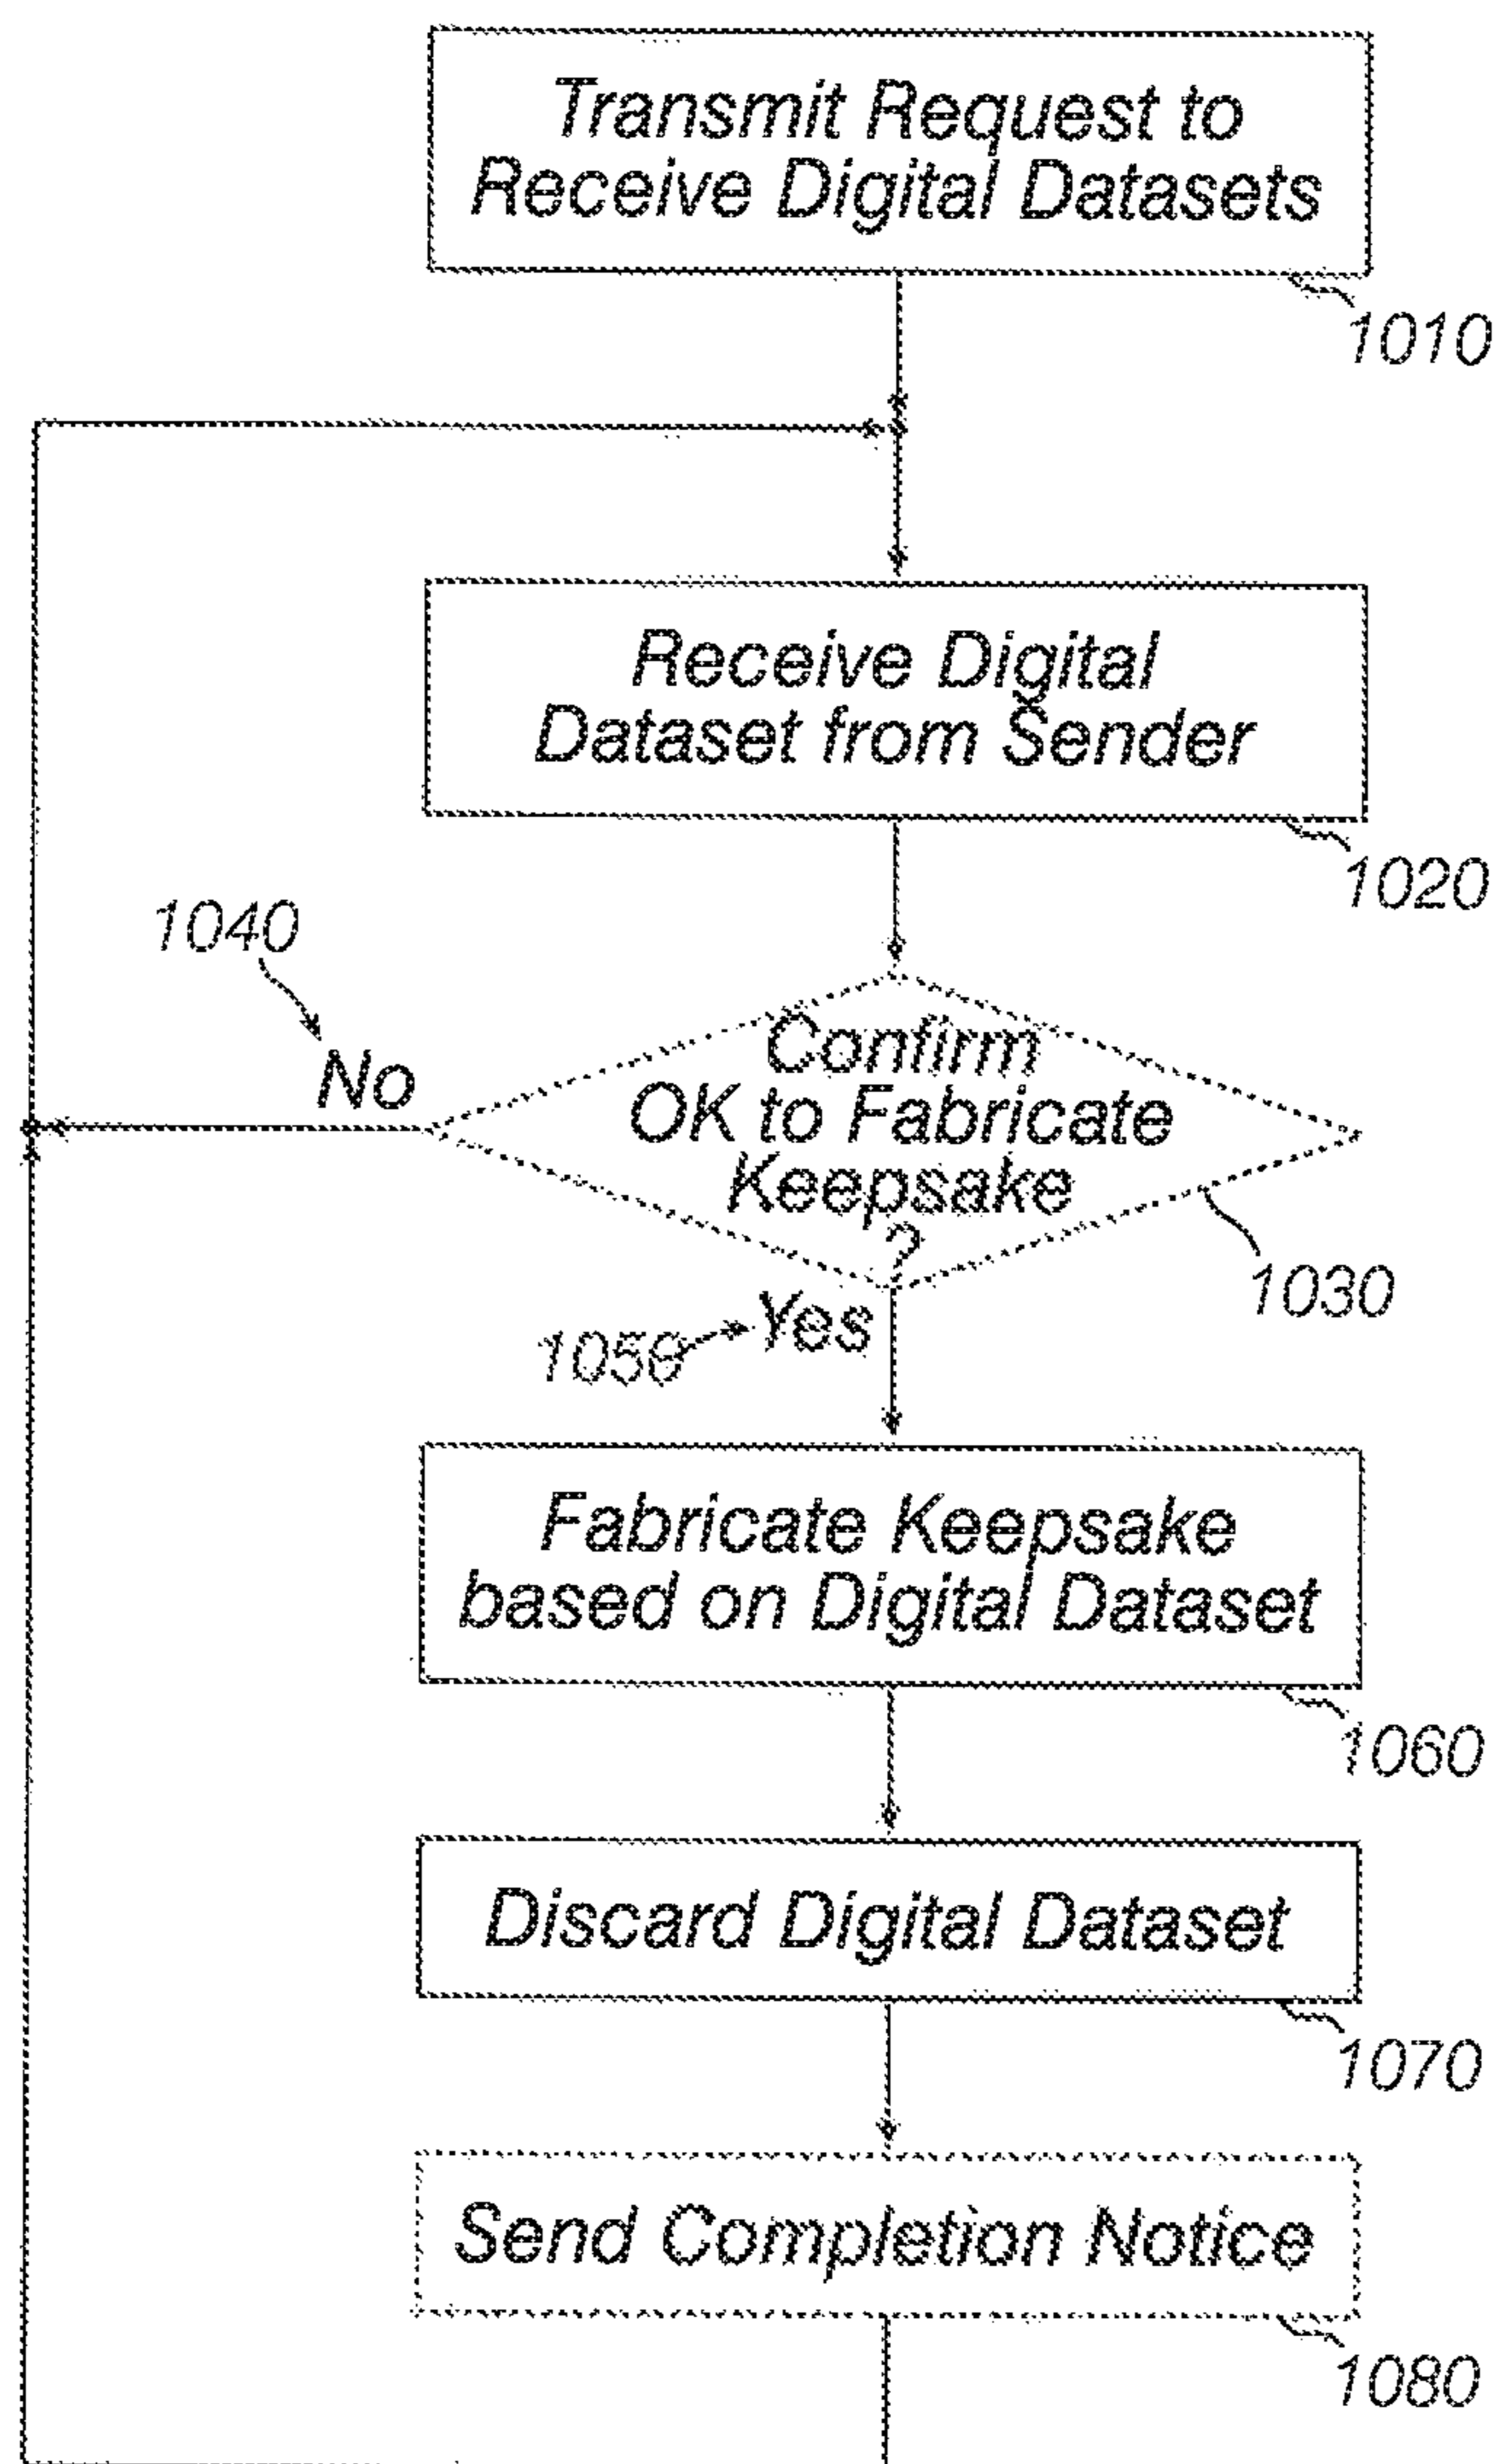 Transmit Request to
Receive Digital Datasets
1010
Receive Digital
Dataset from Sender
1020
1040
No
Confirm
OK to Fabricate
Keepsake
?
1030
1050
Yes
Fabricate Keepsake
based on Digital Dataset
1060
Discard Digital Dataset
1070
Send Completion Notice
1080